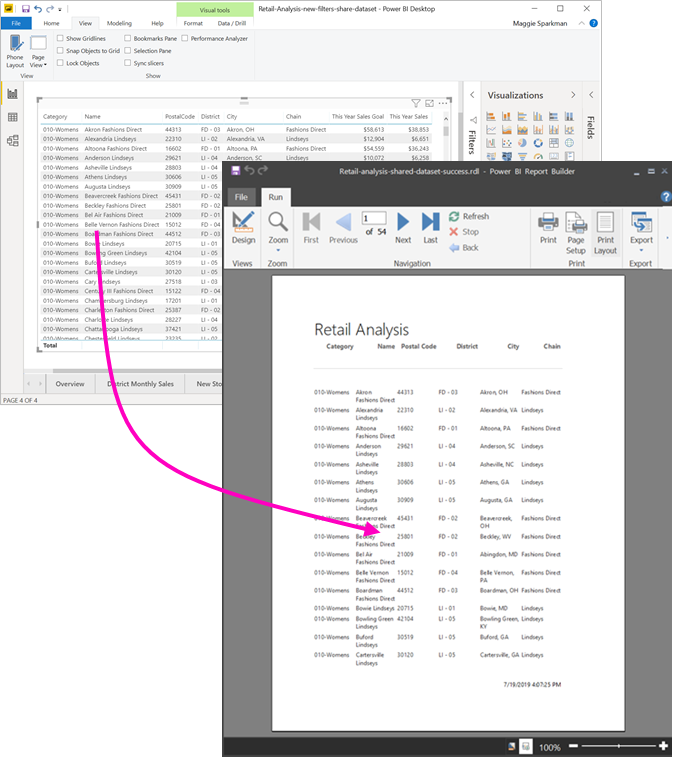 Visual tools
Retail-Analysis-new-filters-share-dataset - Power BI Desktop
Maggie Sparkman
File Home View Modeling Help Format Data / Drill
Phone Layout
Page View
Show Gridlines
Snap Objects to Grid
Lock Objects
Bookmarks Pane
Selection Pane
Sync slicers
Performance Analyzer
View Show
Category Name PostalCode District City Chain This Year Sales Goal This Year Sales
010-Womens Akron Fashions Direct 44313 FD - 03 Akron, OH Fashions Direct $58,613 $38,853
010-Womens Alexandria Lindseys 22310 LI - 02 Alexandria, VA Lindseys $12,904 $6,651
010-Womens Altoona Fashions Direct 16602 FD - 01 Altoona, PA Fashions Direct $54,559 $36,243
010-Womens Anderson Lindseys 29621 LI - 04 Anderson, SC Lindseys $10,072 $6,258
010-Womens Asheville Lindseys 28803 LI - 04
010-Womens Athens Lindseys 30606 LI - 05
010-Womens Augusta Lindseys 30909 LI - 05
010-Womens Beavercreek Fashions Direct 45431 FD - 02
010-Womens Beckley Fashions Direct 25801 FD - 02
010-Womens Bel Air Fashions Direct 21009 FD - 01
010-Womens Belle Vernon Fashions Direct 15012 FD - 04
010-Womens Boardman Fashions Direct 44512 FD - 03
010-Womens Bowie Lindseys 20715 LI - 01
010-Womens Bowling Green Lindseys 42104 LI - 05
010-Womens Buford Lindseys 30519 LI - 05
010-Womens Cartersville Lindseys 30120 LI - 05
010-Womens Cary Lindseys 27518 LI - 03
010-Womens Century III Fashions Direct 15122 FD - 04
010-Womens Chambersburg Lindseys 17201 LI - 01
010-Womens Charleston Fashions Direct 25387 FD - 02
010-Womens Charlotte Lindseys 28227 LI - 04
010-Womens Chattanooga Lindseys 37421 LI - 05
010-Womens Chesterfield Lindseys 23235 LI - 02
Total
Filters
Visualizations
Fields
Overview District Monthly Sales New Sto
PAGE 4 OF 4
Retail-analysis-shared-dataset-success.rdl - Power BI Report Builder
File Run
Design
Zoom
First
Previous
1
of 54
Next
Last
Refresh
Stop
Back
Print
Page Setup
Print Layout
Export
Views Zoom Navigation Print Export
Retail Analysis
Category Name Postal Code District City Chain
010-Womens Akron 44313 FD - 03 Akron, OH Fashions Direct
Fashions Direct
010-Womens Alexandria 22310 LI - 02 Alexandria, VA Lindseys
Lindseys
010-Womens Altoona 16602 FD - 01 Altoona, PA Fashions Direct
Fashions Direct
010-Womens Anderson 29621 LI - 04 Anderson, SC Lindseys
Lindseys
010-Womens Asheville 28803 LI - 04 Asheville, NC Lindseys
Lindseys
010-Womens Athens 30606 LI - 05 Athens, GA Lindseys
Lindseys
010-Womens Augusta 30909 LI - 05 Augusta, GA Lindseys
Lindseys
010-Womens Beavercreek 45431 FD - 02 Beavercreek, Fashions Direct
Fashions Direct OH
010-Womens Beckley 25801 FD - 02 Beckley, WV Fashions Direct
Fashions Direct
010-Womens Bel Air 21009 FD - 01 Abingdon, MD Fashions Direct
Fashions Direct
010-Womens Belle Vernon 15012 FD - 04 Belle Vernon, Fashions Direct
Fashions Direct PA
010-Womens Boardman 44512 FD - 03 Boardman, OH Fashions Direct
Fashions Direct
010-Womens Bowie Lindseys 20715 LI - 01 Bowie, MD Lindseys
010-Womens Bowling Green 42104 LI - 05 Bowling Green, Lindseys
Lindseys KY
010-Womens Buford 30519 LI - 05 Buford, GA Lindseys
Lindseys
010-Womens Cartersville 30120 LI - 05 Cartersville, GA Lindseys
Lindseys
7/19/2019 4:07:25 PM
100%